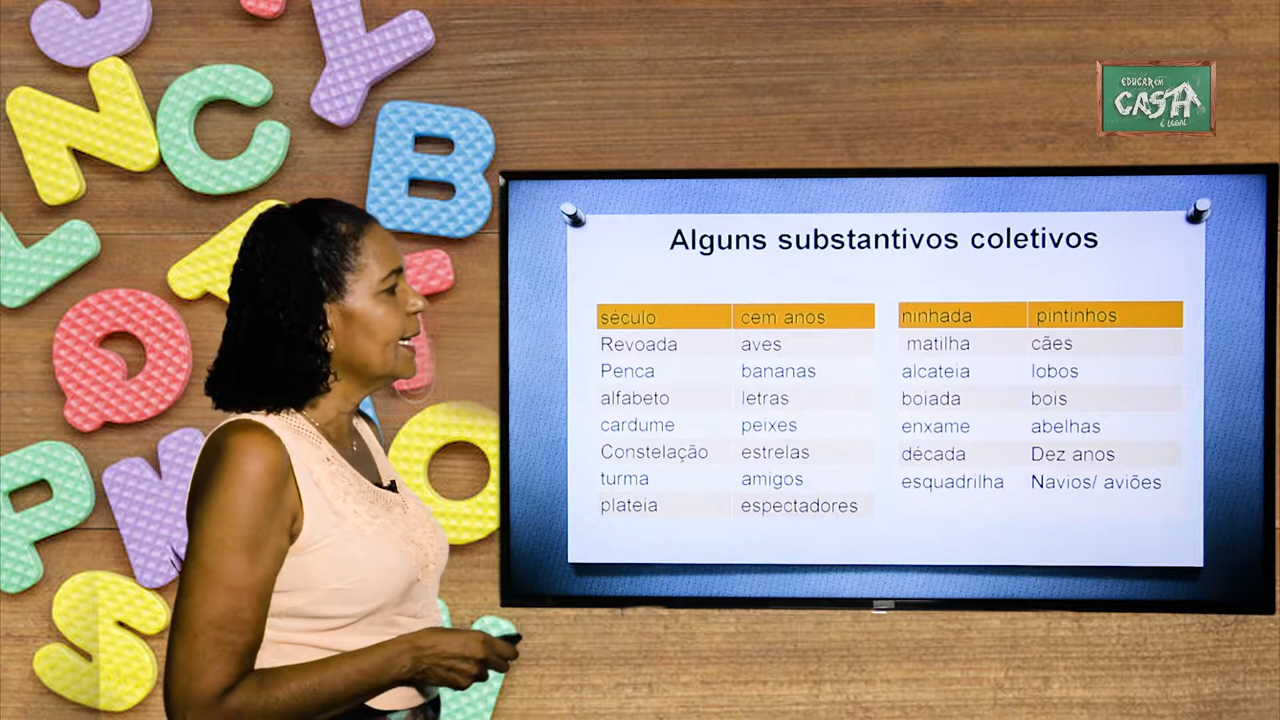 EDUCAR EM
CASA
É LEGAL
Alguns substantivos coletivos
século cem anos
Revoada aves
Penca bananas
alfabeto letras
cardume peixes
Constelação estrelas
turma amigos
plateia espectadores
ninhada pintinhos
matilha cães
alcateia lobos
boiada bois
enxame abelhas
década Dez anos
esquadrilha Navios/ aviões